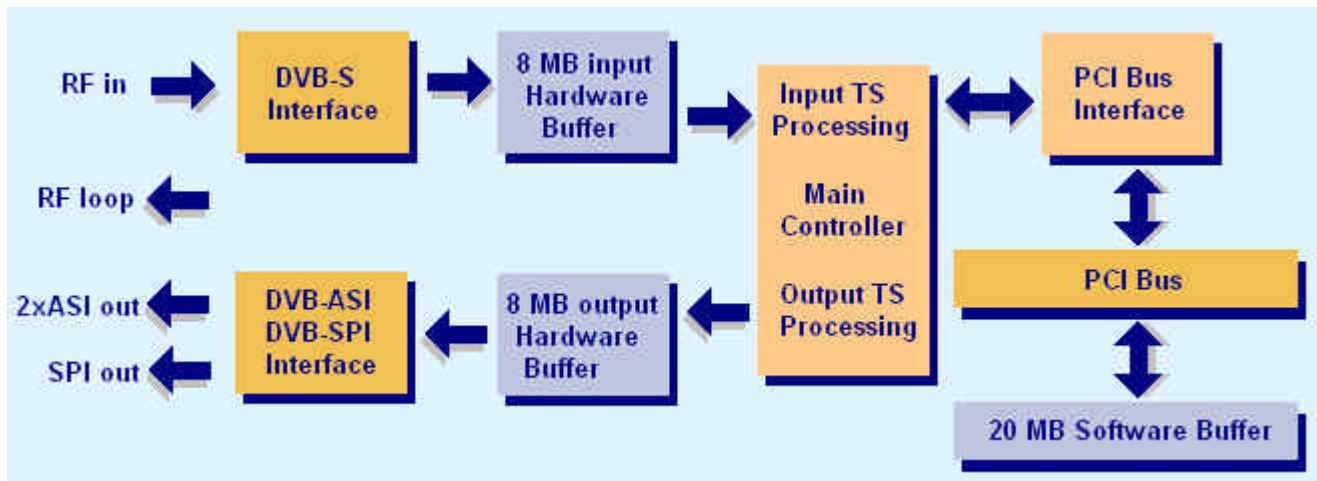 RF in
DVB-S
Interface
8 MB input
Hardware
Buffer
Input TS
Processing
Main
Controller
Output TS
Processing
PCI Bus
Interface
RF loop
PCI Bus
2xASI out
SPI out
DVB-ASI
DVB-SPI
Interface
8 MB output
Hardware
Buffer
20 MB Software Buffer